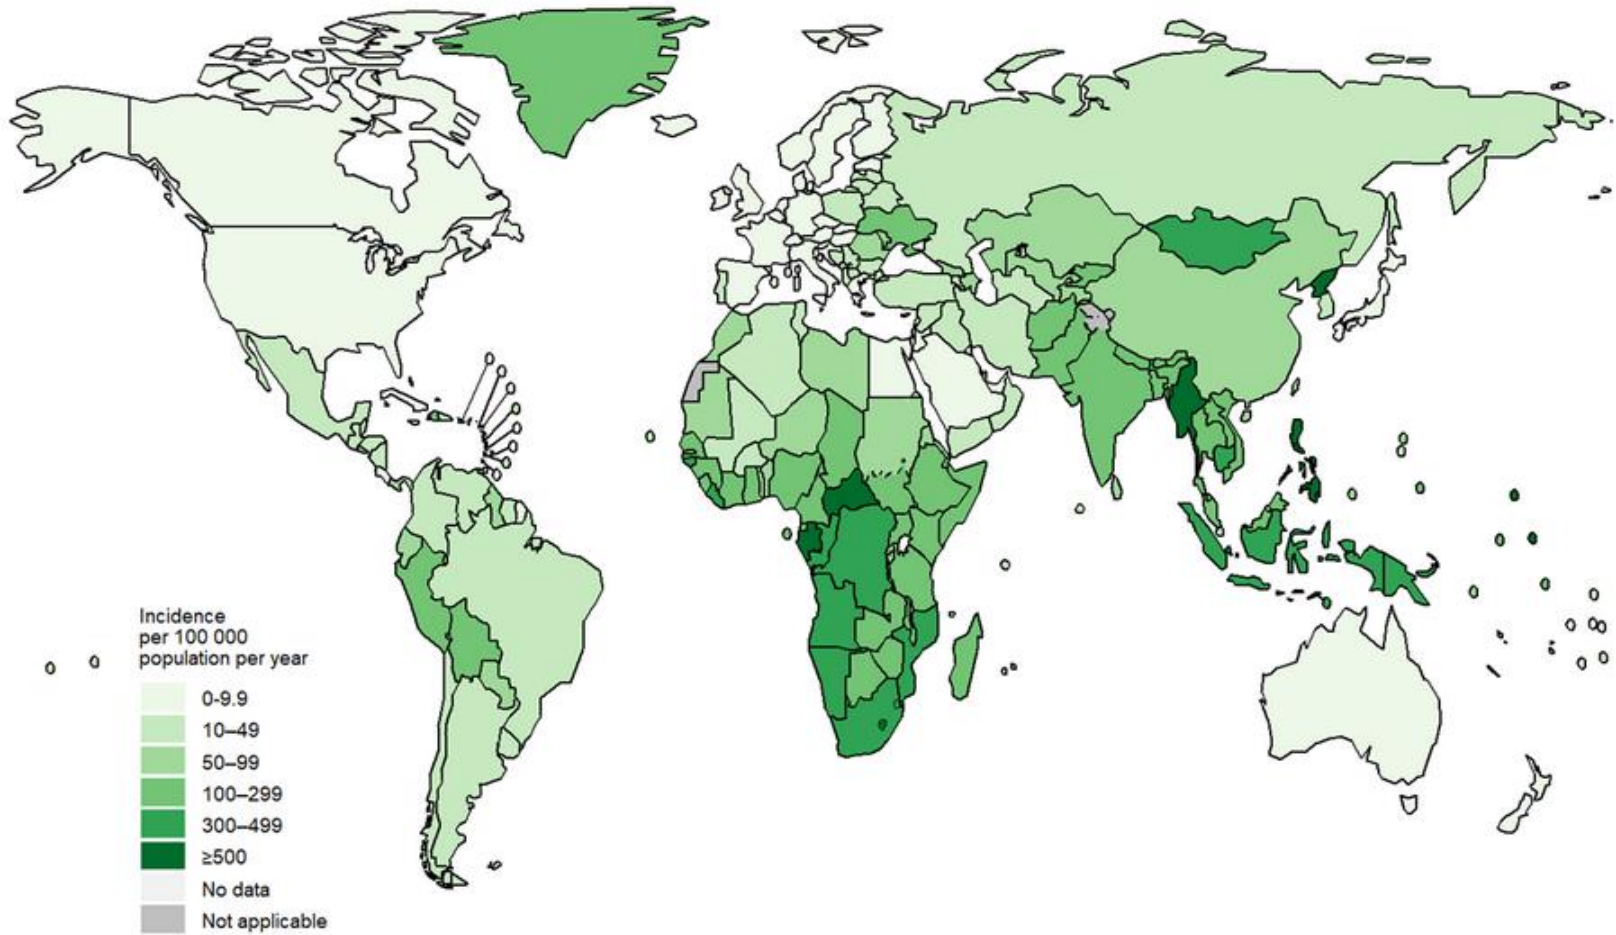 Incidence
per 100 000
population per year
0-9.9
10–49
50–99
100–299
300–499
≥500
No data
Not applicable